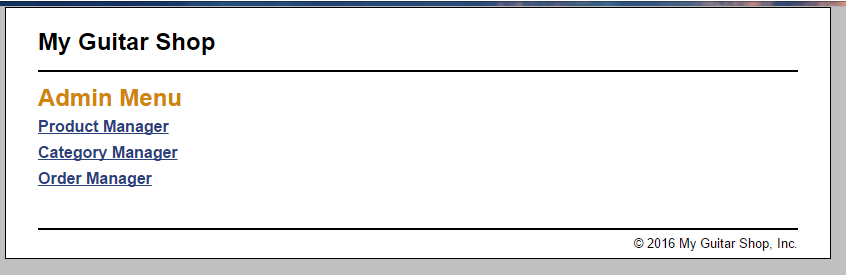 My Guitar Shop
Admin Menu
Product Manager
Category Manager
Order Manager
© 2016 My Guitar Shop, Inc.